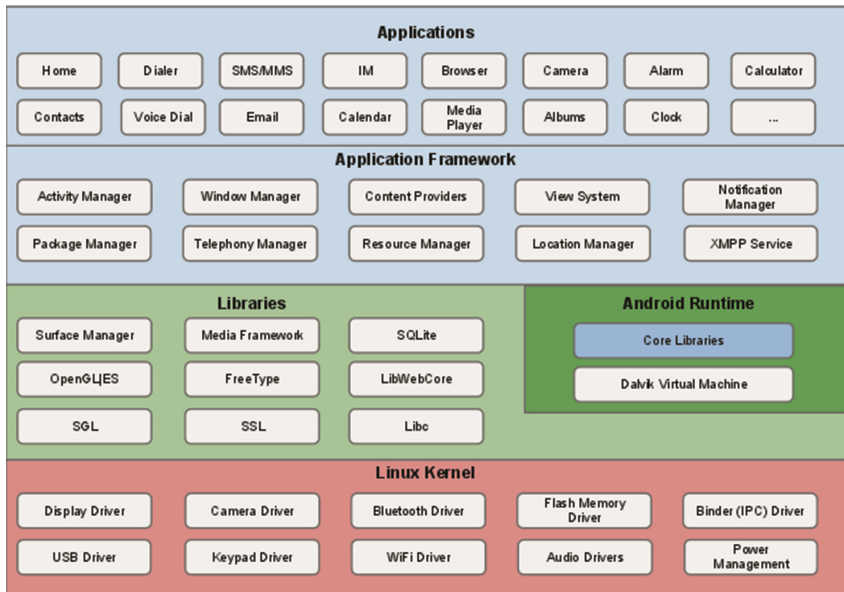 Applications
Home
Dialer
SMS/MMS
IM
Browser
Camera
Alarm
Calculator
Contacts
Voice Dial
Email
Calendar
Media
Player
Albums
Clock
...
Application Framework
Activity Manager
Window Manager
Content Providers
View System
Notification
Manager
Package Manager
Telephony Manager
Resource Manager
Location Manager
XMPP Service
Libraries
Surface Manager
Media Framework
SQLite
OpenGL|ES
FreeType
LibWebCore
SGL
SSL
Libc
Android Runtime
Core Libraries
Dalvik Virtual Machine
Linux Kernel
Display Driver
Camera Driver
Bluetooth Driver
Flash Memory
Driver
Binder (IPC) Driver
USB Driver
Keypad Driver
WiFi Driver
Audio Drivers
Power
Management